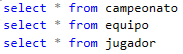 select * from campeonato
select * from equipo
select * from jugador